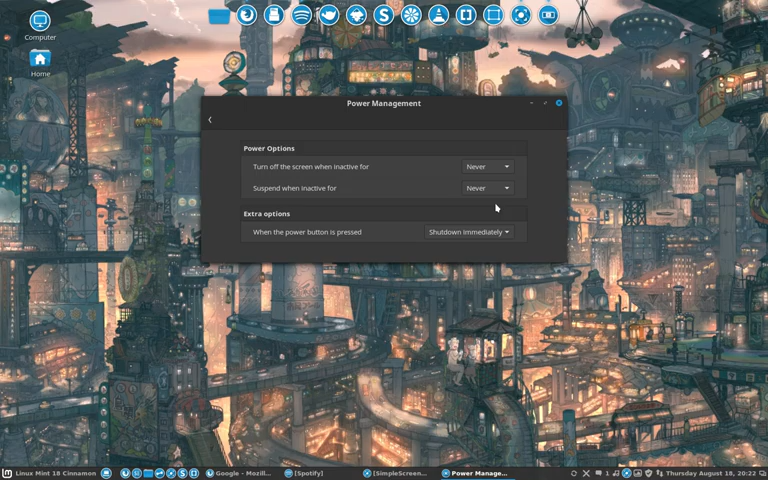 Computer
Home
Power Management
Power Options
Turn off the screen when inactive for
Never
Suspend when inactive for
Never
Extra options
When the power button is pressed
Shutdown immediately
Linux Mint 18 Cinnamon
Google - Mozill...
[Spotify]
[SimpleScreen...
Power Manage...
1
Thursday August 18, 20:22